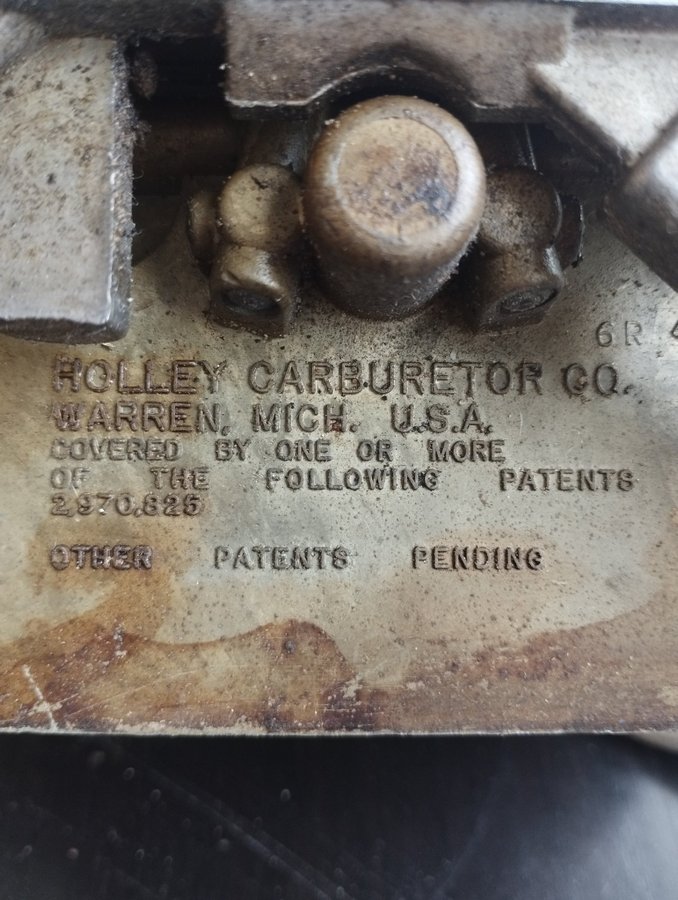 6R
HOLLEY CARBURETOR CO.
WARREN, MICH. U.S.A.
COVERED BY ONE OR MORE
OF THE FOLLOWING PATENTS
2,970,825
OTHER PATENTS PENDING